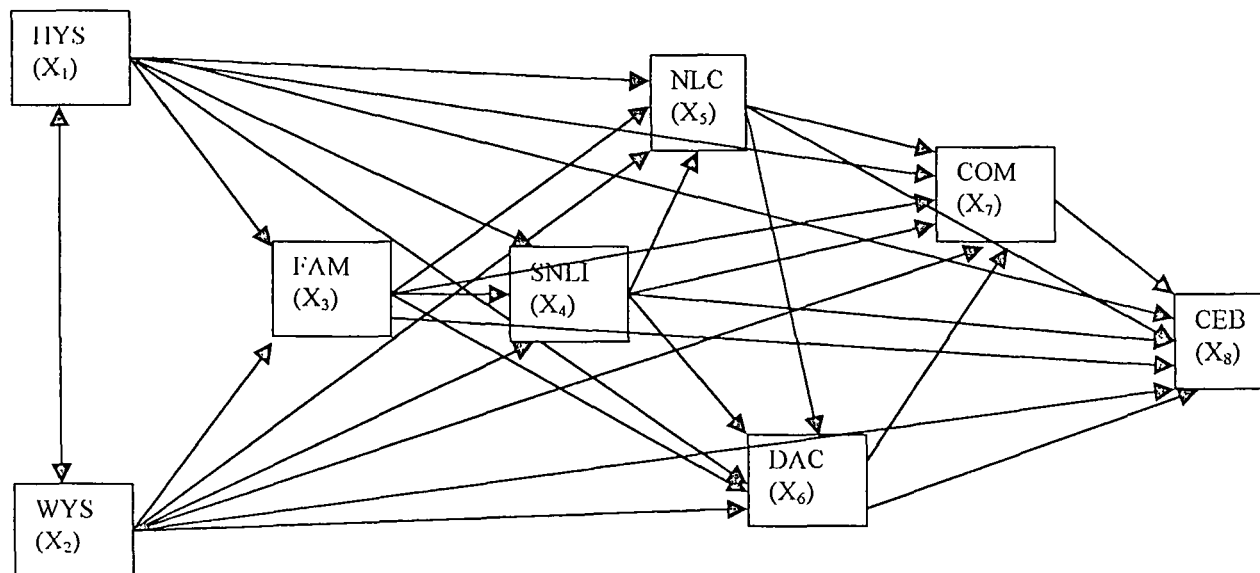 HYS
(X₁)
NLC
(X₅)
COM
(X₇)
FAM
(X₃)
SNLI
(X₄)
CEB
(X₈)
DAC
(X₆)
WYS
(X₂)